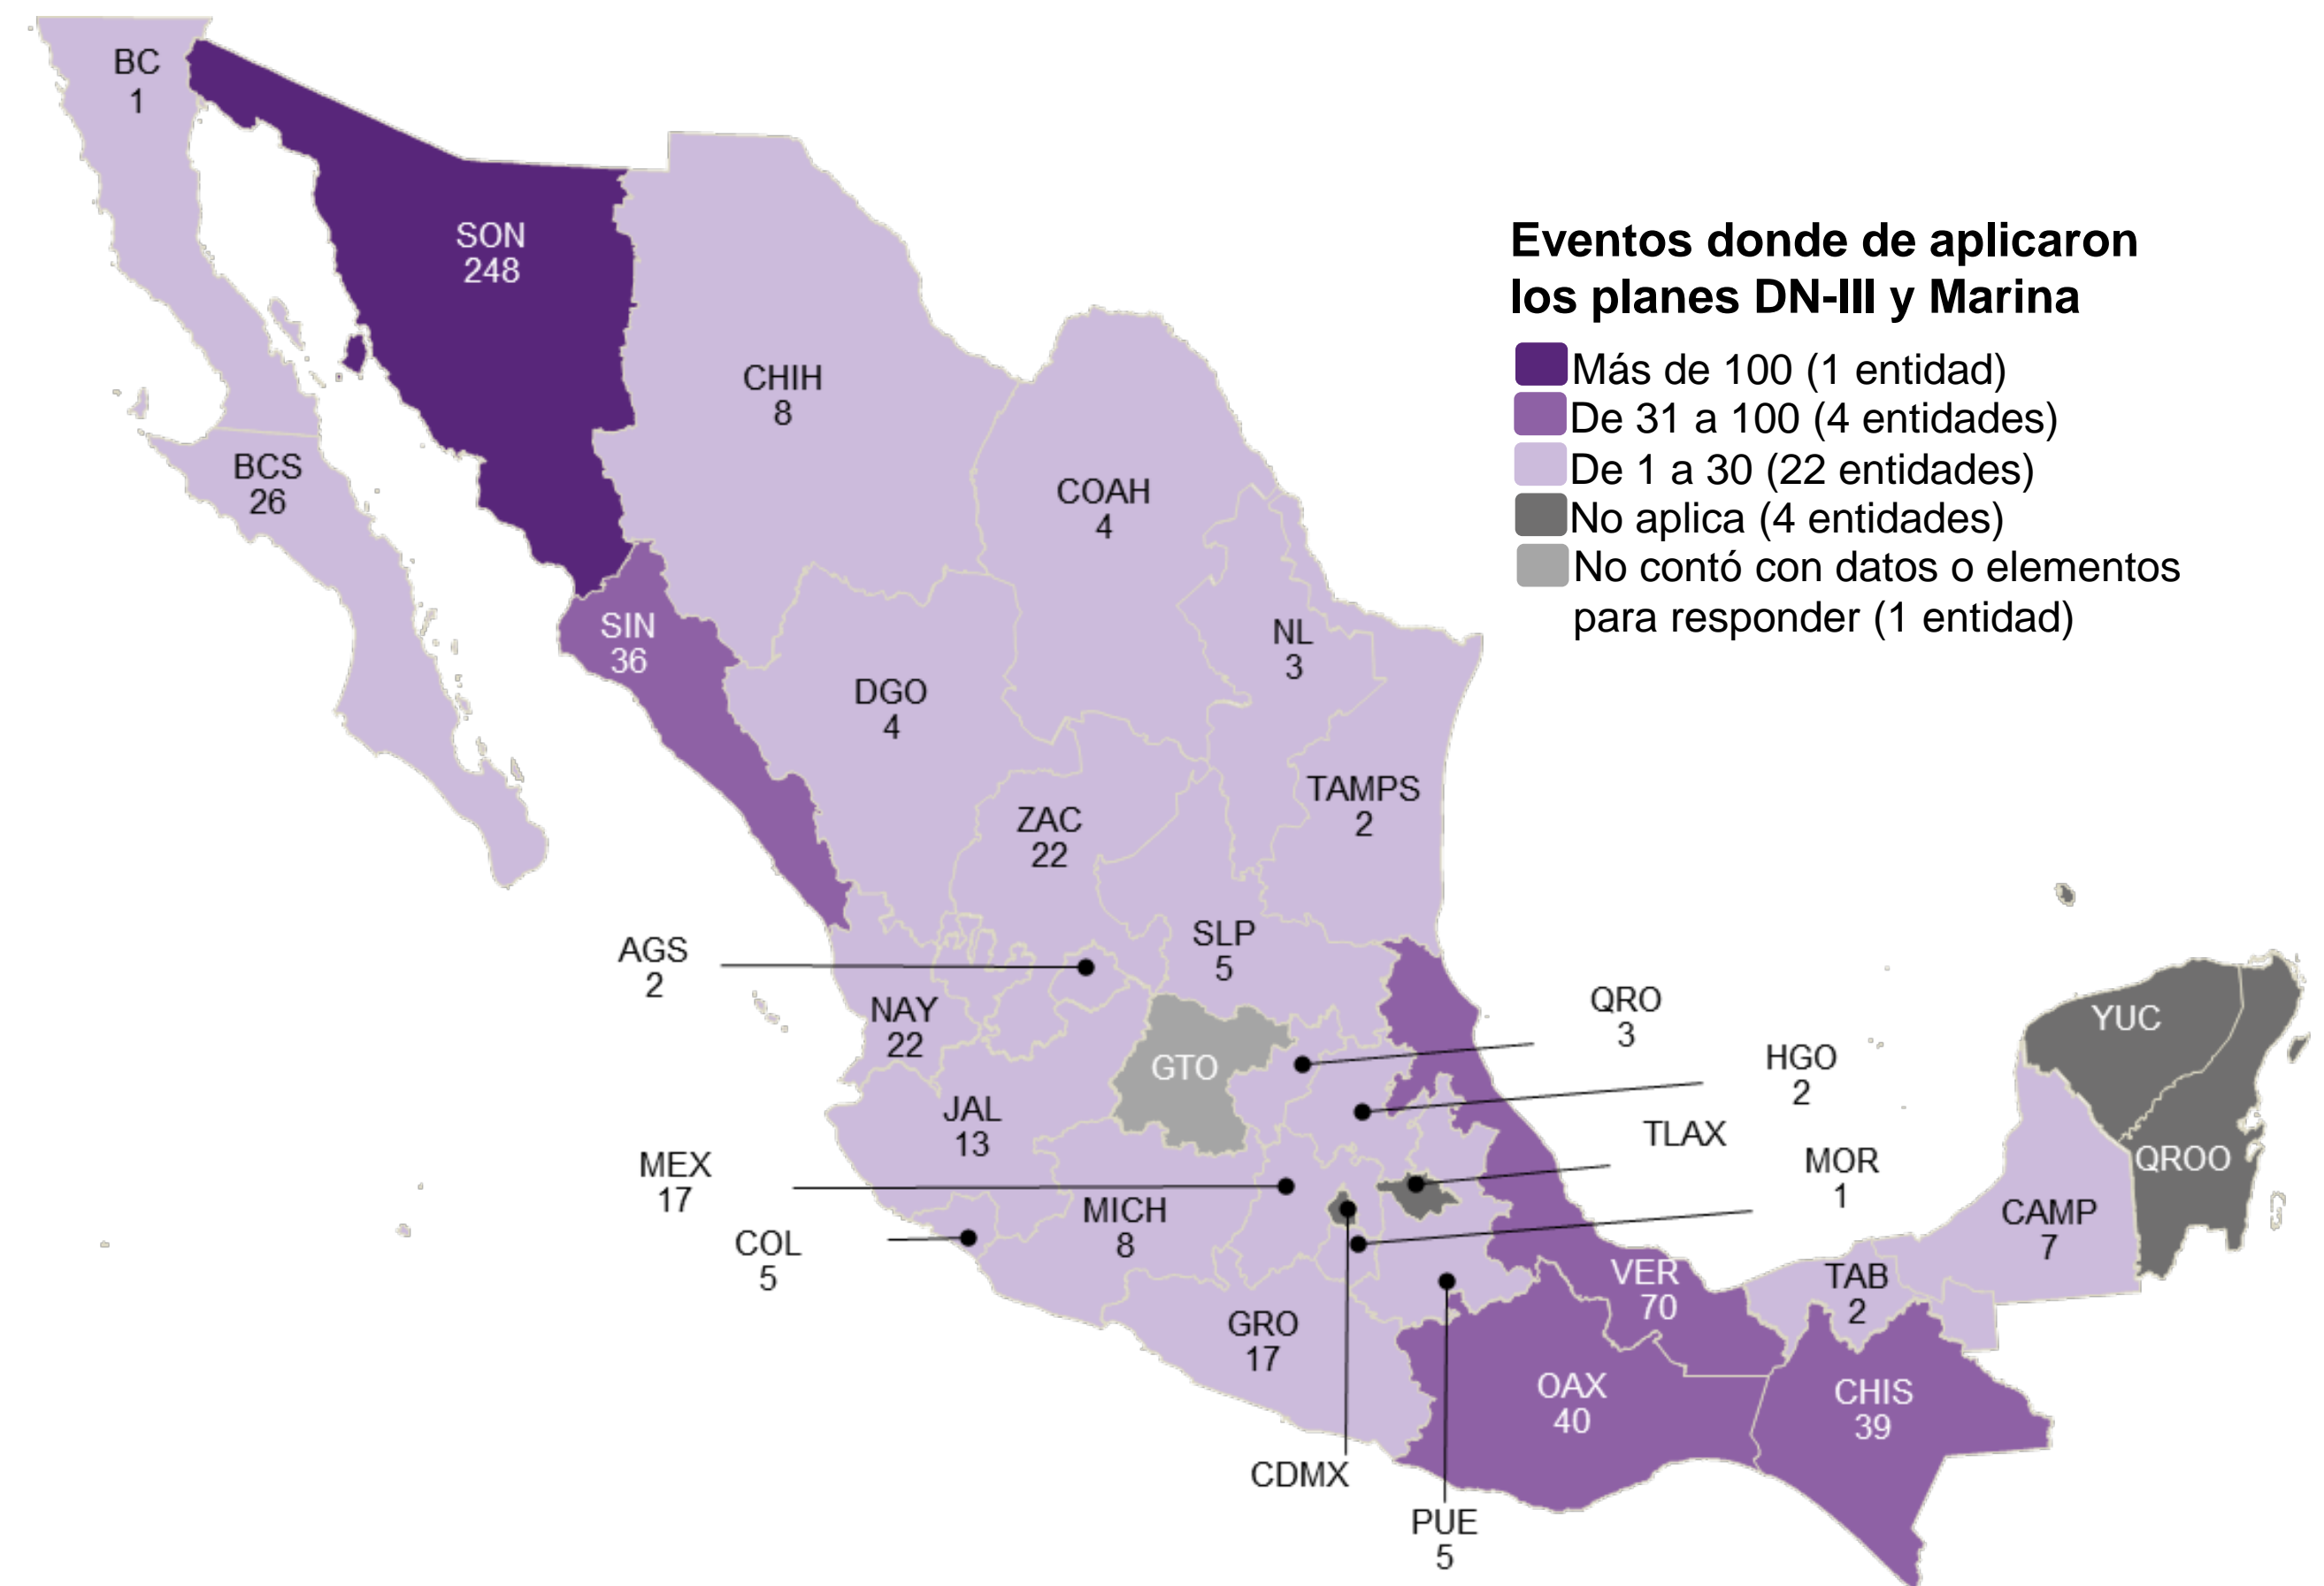 BC
1
SON
248
CHIH
8
BCS
26
COAH
4
SIN
36
NL
3
DGO
4
TAMPS
2
ZAC
22
SLP
5
AGS
2
NAY
22
GTO
QRO
3
HGO
2
JAL
13
TLAX
MEX
17
MOR
1
MICH
8
COL
5
YUC
QROO
CAMP
7
TAB
2
VER
70
GRO
17
OAX
40
CHIS
39
CDMX
PUE
5
Eventos donde de aplicaron
los planes DN-III y Marina
Más de 100 (1 entidad)
De 31 a 100 (4 entidades)
De 1 a 30 (22 entidades)
No aplica (4 entidades)
No contó con datos o elementos
para responder (1 entidad)